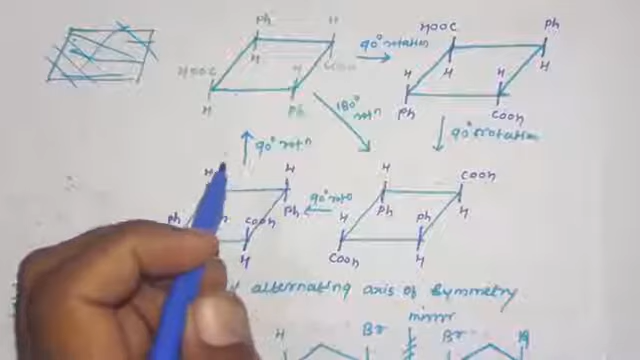 Ph H
H H
HOOC COOH
H Ph
90° rotation
HOOC Ph
H H H
Ph COOH
180° rotn
90° rotn
90° rotation
H H
Ph COOH Ph
H
90° rotn
H COOH
H Ph Ph H
COOH H
alternating axis of symmetry
mirror
H Br Br H